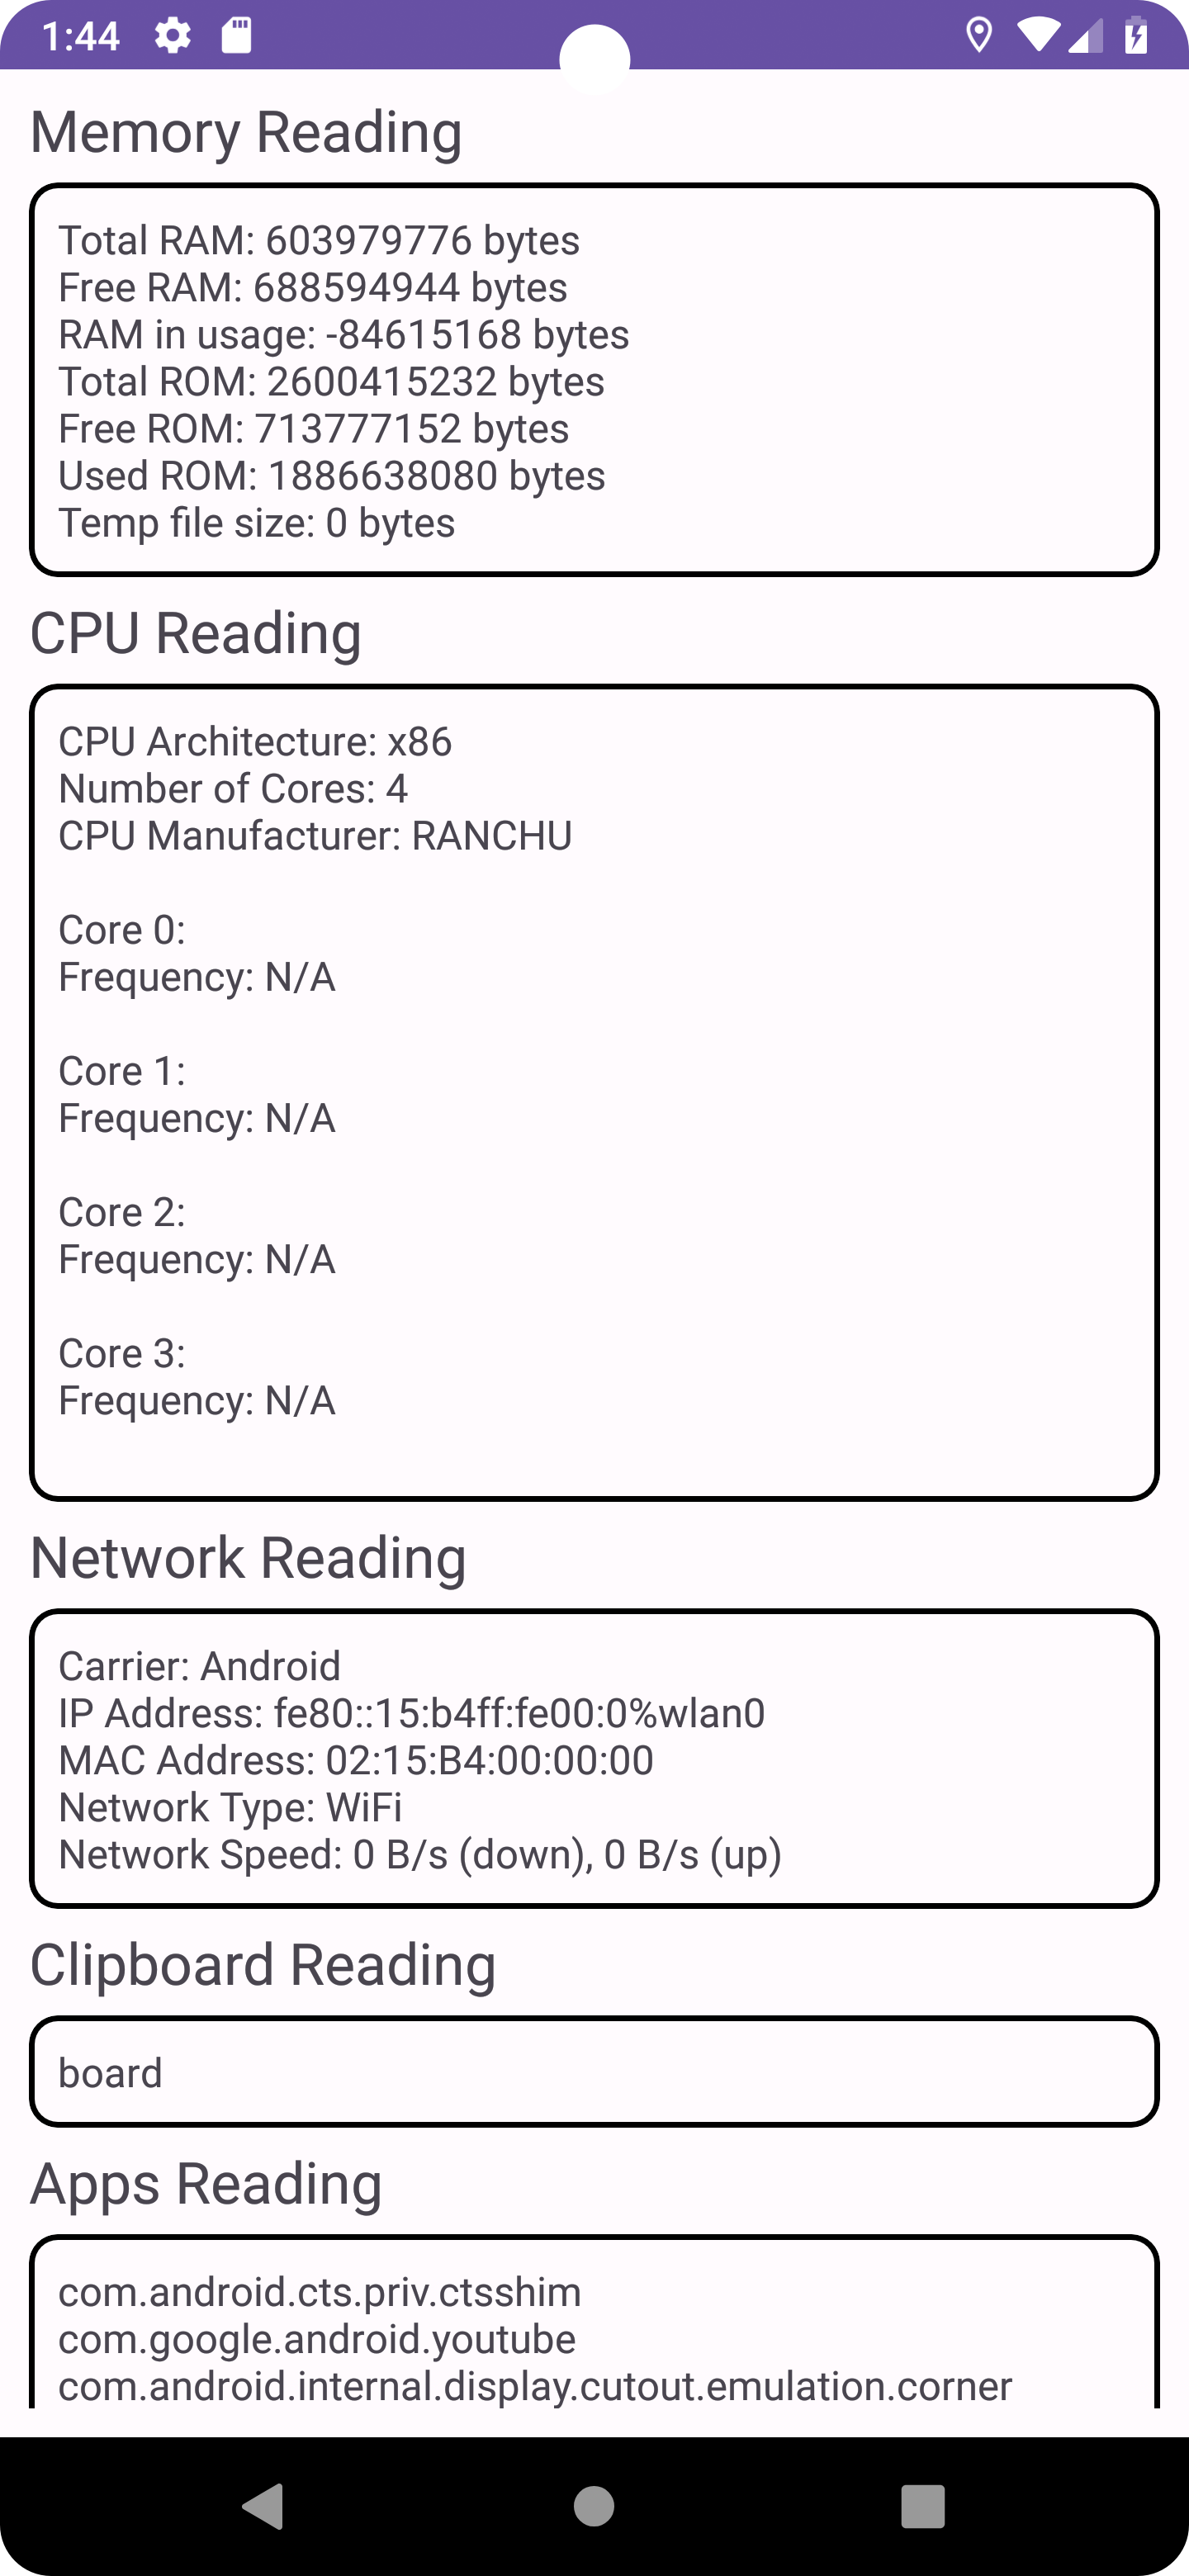 1:44
Memory Reading
Total RAM: 603979776 bytes
Free RAM: 688594944 bytes
RAM in usage: -84615168 bytes
Total ROM: 2600415232 bytes
Free ROM: 713777152 bytes
Used ROM: 1886638080 bytes
Temp file size: 0 bytes
CPU Reading
CPU Architecture: x86
Number of Cores: 4
CPU Manufacturer: RANCHU
Core 0:
Frequency: N/A
Core 1:
Frequency: N/A
Core 2:
Frequency: N/A
Core 3:
Frequency: N/A
Network Reading
Carrier: Android
IP Address: fe80::15:b4ff:fe00:0%wlan0
MAC Address: 02:15:B4:00:00:00
Network Type: WiFi
Network Speed: 0 B/s (down), 0 B/s (up)
Clipboard Reading
board
Apps Reading
com.android.cts.priv.ctsshim
com.google.android.youtube
com.android.internal.display.cutout.emulation.corner